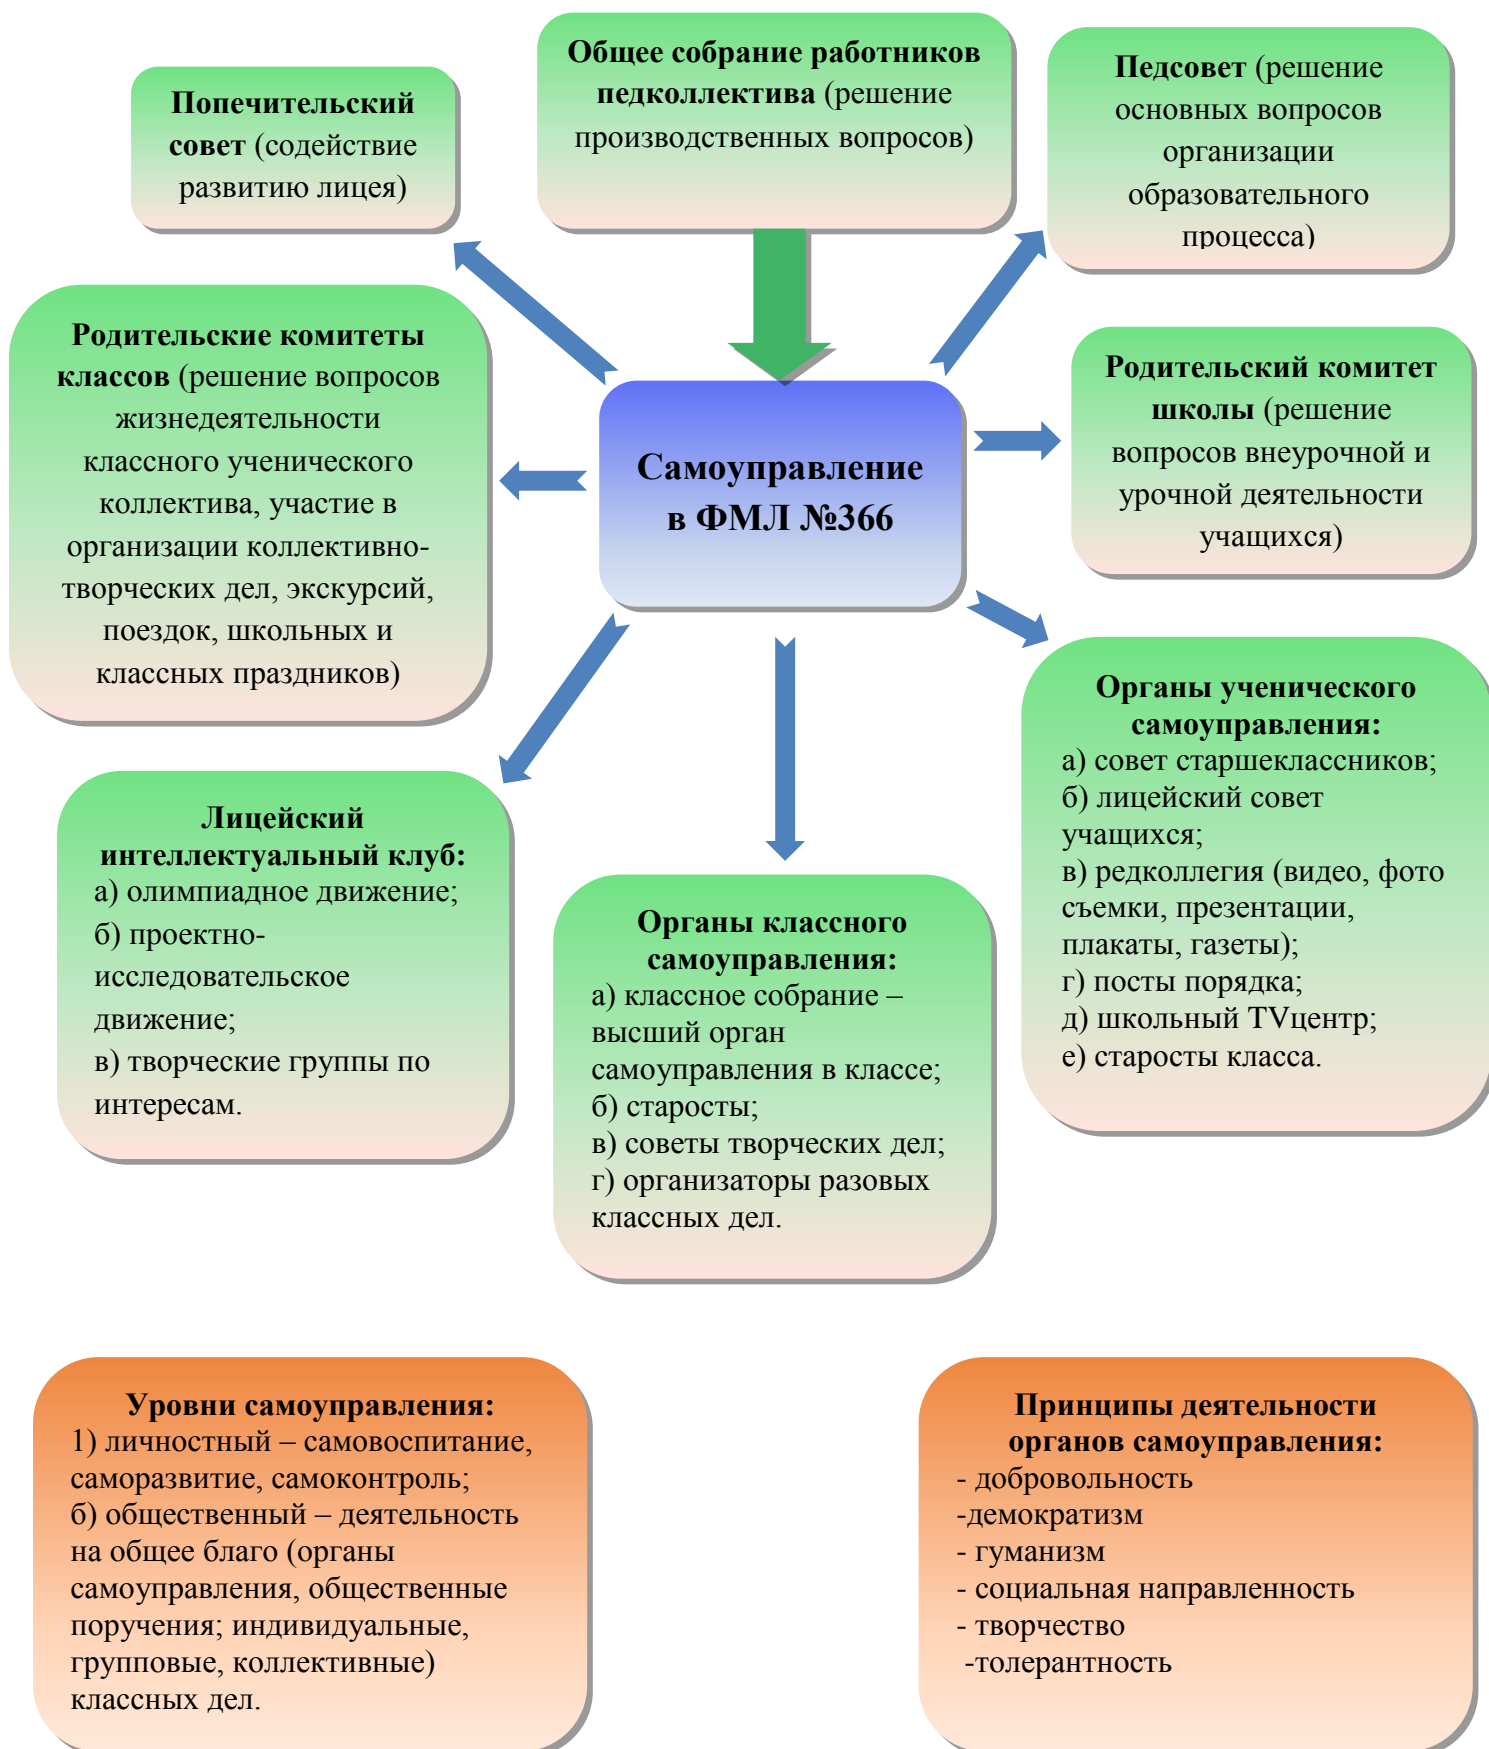 Общее собрание работников
педколлектива (решение
производственных вопросов)
Попечительский
совет (содействие
развитию лицея)
Педсовет (решение
основных вопросов
организации
образовательного
процесса)
Родительские комитеты
классов (решение вопросов
жизнедеятельности
классного ученического
коллектива, участие в
организации коллективно-
творческих дел, экскурсий,
поездок, школьных и
классных праздников)
Самоуправление
в ФМЛ №366
Родительский комитет
школы (решение
вопросов внеурочной и
урочной деятельности
учащихся)
Органы ученического
самоуправления:
а) совет старшеклассников;
б) лицейский совет
учащихся;
в) редколлегия (видео, фото
съемки, презентации,
плакаты, газеты);
г) посты порядка;
д) школьный TVцентр;
е) старосты класса.
Лицейский
интеллектуальный клуб:
а) олимпиадное движение;
б) проектно-
исследовательское
движение;
в) творческие группы по
интересам.
Органы классного
самоуправления:
а) классное собрание –
высший орган
самоуправления в классе;
б) старосты;
в) советы творческих дел;
г) организаторы разовых
классных дел.
Уровни самоуправления:
1) личностный – самовоспитание,
саморазвитие, самоконтроль;
б) общественный – деятельность
на общее благо (органы
самоуправления, общественные
поручения; индивидуальные,
групповые, коллективные)
классных дел.
Принципы деятельности
органов самоуправления:
- добровольность
-демократизм
- гуманизм
- социальная направленность
- творчество
-толерантность